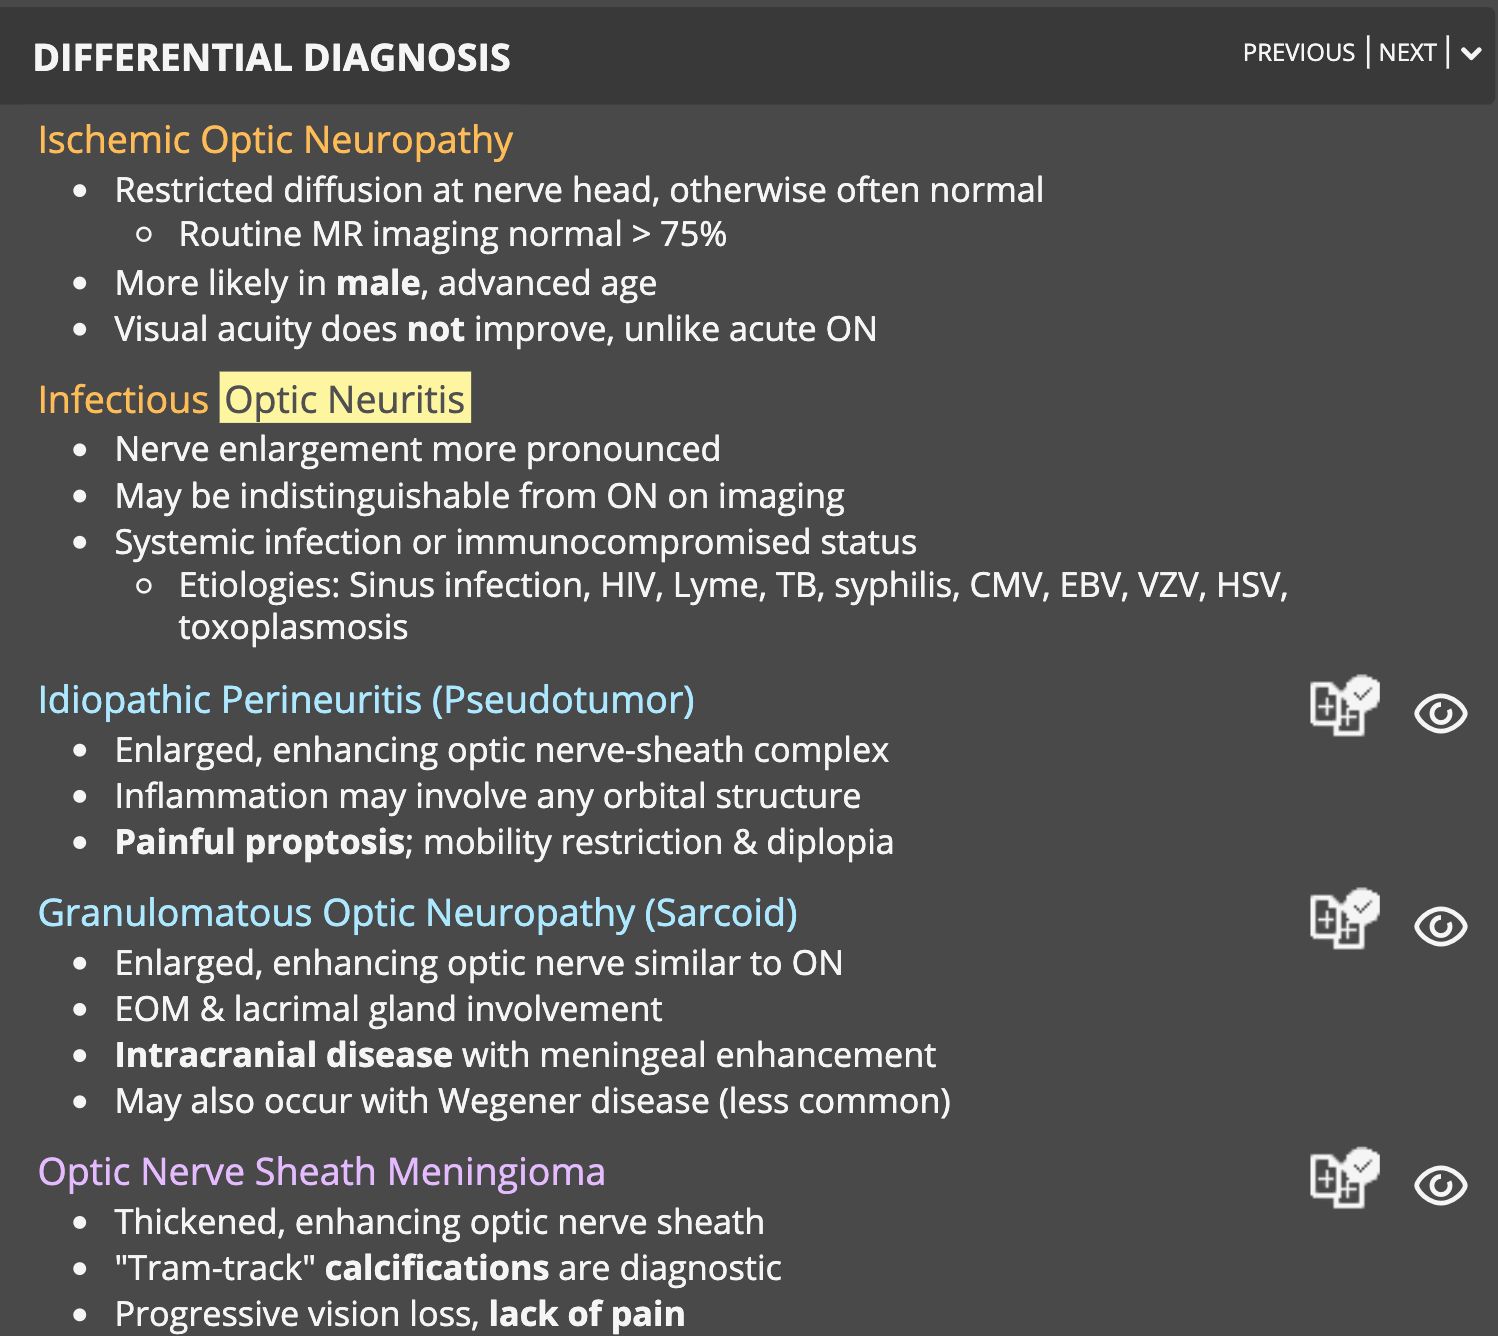 DIFFERENTIAL DIAGNOSIS
PREVIOUS | NEXT |
Ischemic Optic Neuropathy
• Restricted diffusion at nerve head, otherwise often normal
○ Routine MR imaging normal > 75%
• More likely in male, advanced age
• Visual acuity does not improve, unlike acute ON
Infectious Optic Neuritis
• Nerve enlargement more pronounced
• May be indistinguishable from ON on imaging
• Systemic infection or immunocompromised status
○ Etiologies: Sinus infection, HIV, Lyme, TB, syphilis, CMV, EBV, VZV, HSV,
toxoplasmosis
Idiopathic Perineuritis (Pseudotumor)
• Enlarged, enhancing optic nerve-sheath complex
• Inflammation may involve any orbital structure
• Painful proptosis; mobility restriction & diplopia
Granulomatous Optic Neuropathy (Sarcoid)
• Enlarged, enhancing optic nerve similar to ON
• EOM & lacrimal gland involvement
• Intracranial disease with meningeal enhancement
• May also occur with Wegener disease (less common)
Optic Nerve Sheath Meningioma
• Thickened, enhancing optic nerve sheath
• "Tram-track" calcifications are diagnostic
• Progressive vision loss, lack of pain